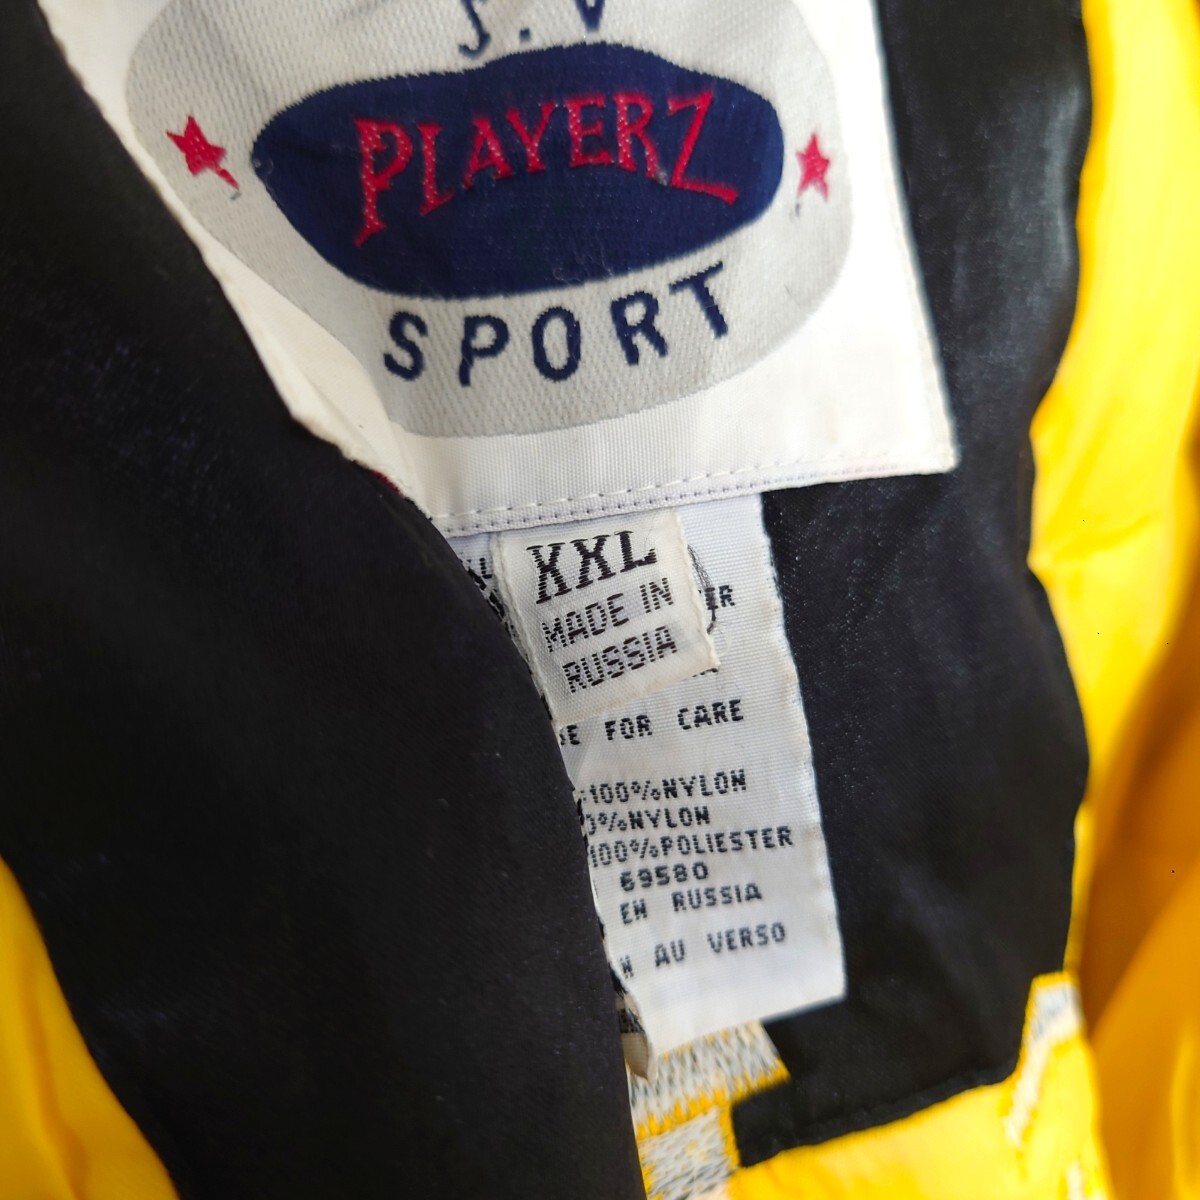 S.V
PLAYERZ
SPORT
XXL
MADE IN
RUSSIA
FOR CARE
100%NYLON
%NYLON
100%POLIESTER
69580
EN RUSSIA
AU VERSO